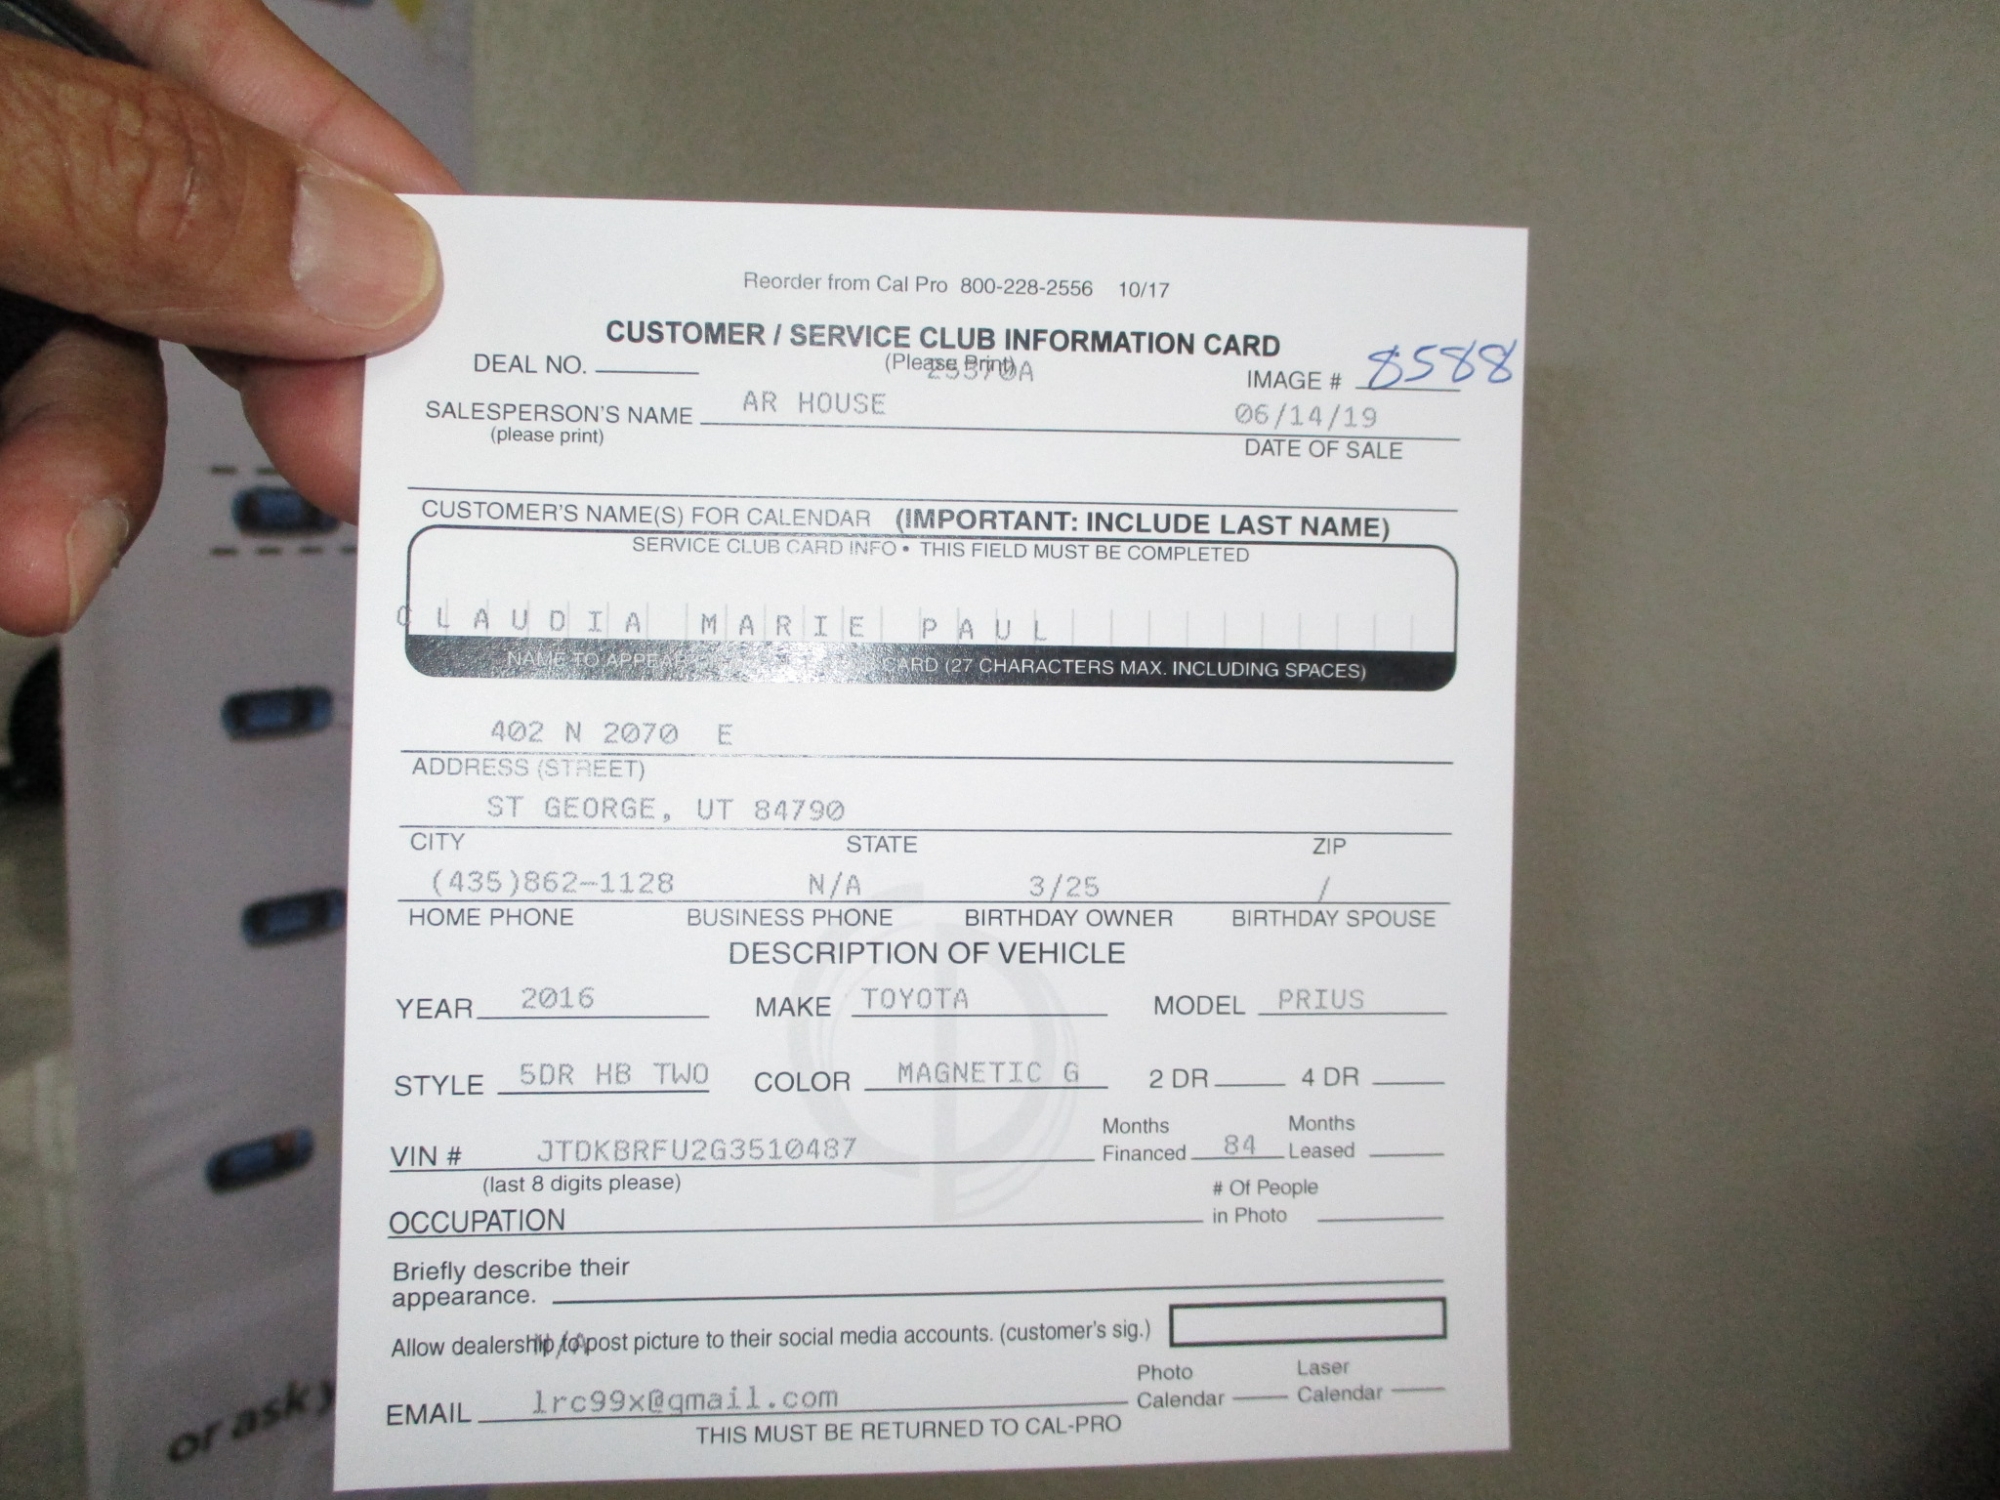 Reorder from Cal Pro 800-228-2556 10/17
CUSTOMER / SERVICE CLUB INFORMATION CARD
(Please Print)
DEAL NO.
IMAGE # 8588
SALESPERSON'S NAME AR HOUSE 06/14/19
(please print) DATE OF SALE
CUSTOMER'S NAME(S) FOR CALENDAR (IMPORTANT: INCLUDE LAST NAME)
SERVICE CLUB CARD INFO • THIS FIELD MUST BE COMPLETED
CLAUDIA MARIE PAUL
NAME TO APPEAR CARD (27 CHARACTERS MAX. INCLUDING SPACES)
402 N 2070 E
ADDRESS (STREET)
ST GEORGE, UT 84790
CITY STATE ZIP
(435)862-1128 N/A 3/25 /
HOME PHONE BUSINESS PHONE BIRTHDAY OWNER BIRTHDAY SPOUSE
DESCRIPTION OF VEHICLE
YEAR 2016 MAKE TOYOTA MODEL PRIUS
STYLE 5DR HB TWO COLOR MAGNETIC G 2 DR 4 DR
Months Months
VIN # JTDKBRFU2G3510487 Financed 84 Leased
(last 8 digits please)
# Of People
OCCUPATION in Photo
Briefly describe their
appearance.
Allow dealership to post picture to their social media accounts. (customer's sig.)
Photo Laser
EMAIL lrc99x@gmail.com Calendar Calendar
THIS MUST BE RETURNED TO CAL-PRO
or ask